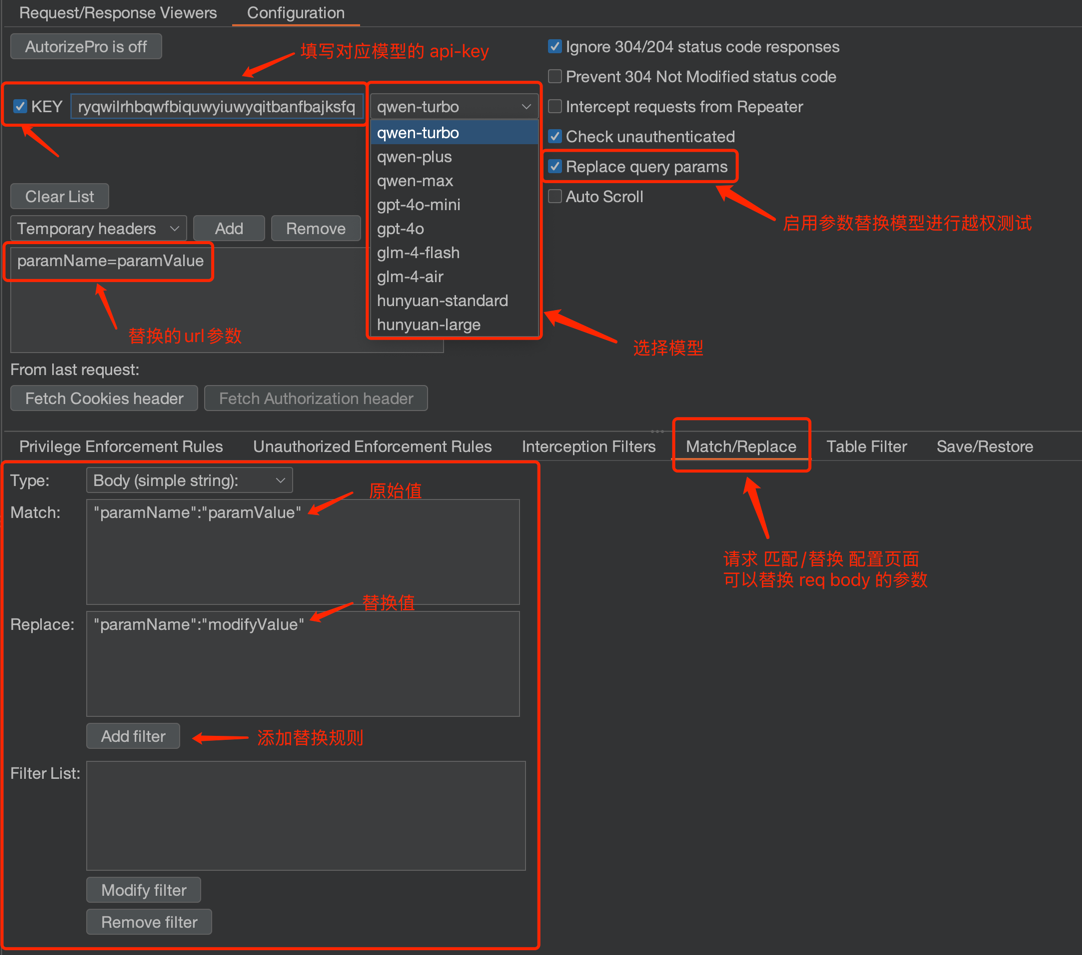 Request/Response Viewers
Configuration
AutorizePro is off
填写对应模型的 api-key
Ignore 304/204 status code responses
Prevent 304 Not Modified status code
KEY
ryqwilrhbqwfbiquwyiuwyqitbanfbajksfq
qwen-turbo
Intercept requests from Repeater
qwen-turbo
Check unauthenticated
qwen-plus
Replace query params
qwen-max
Clear List
Auto Scroll
gpt-4o-mini
启用参数替换模型进行越权测试
Temporary headers
Add
Remove
gpt-4o
glm-4-flash
paramName=paramValue
glm-4-air
hunyuan-standard
hunyuan-large
替换的url参数
选择模型
From last request:
Fetch Cookies header
Fetch Authorization header
Privilege Enforcement Rules
Unauthorized Enforcement Rules
Interception Filters
Match/Replace
Table Filter
Save/Restore
Type:
Body (simple string):
原始值
Match:
"paramName":"paramValue"
请求 匹配/替换 配置页面
可以替换 req body 的参数
替换值
Replace:
"paramName":"modifyValue"
Add filter
添加替换规则
Filter List:
Modify filter
Remove filter